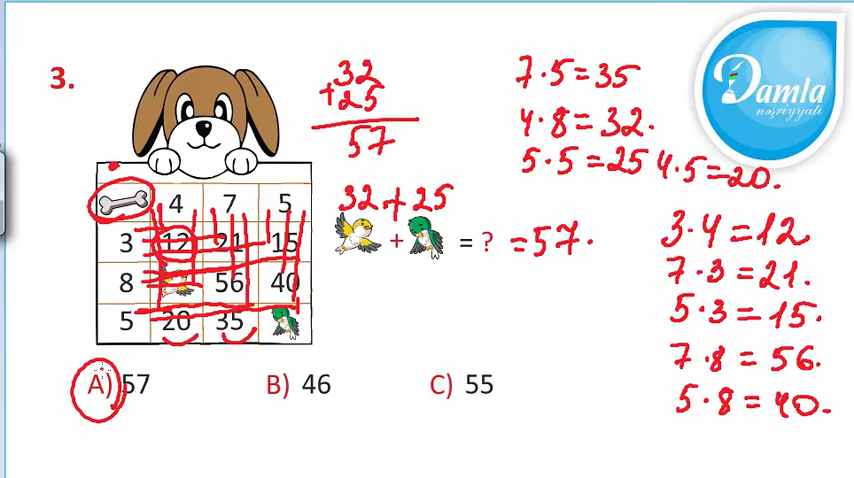 3.
32
+25
57
7·5=35
4·8=32.
5·5=25 4·5=20.
Damla
nəşriyyatı
4 7 5
3 12 21 15
8 56 40
5 20 35
32+25
+ = ? =57.
3·4=12
7·3=21.
5·3=15.
7·8=56.
5·8=40.
A) 57 B) 46 C) 55